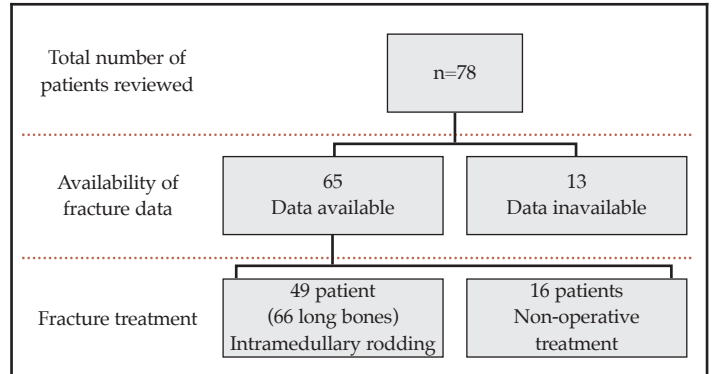 Total number of
patients reviewed
n=78
Availability of
fracture data
65
Data available
13
Data inavailable
Fracture treatment
49 patient
(66 long bones)
Intramedullary rodding
16 patients
Non-operative
treatment